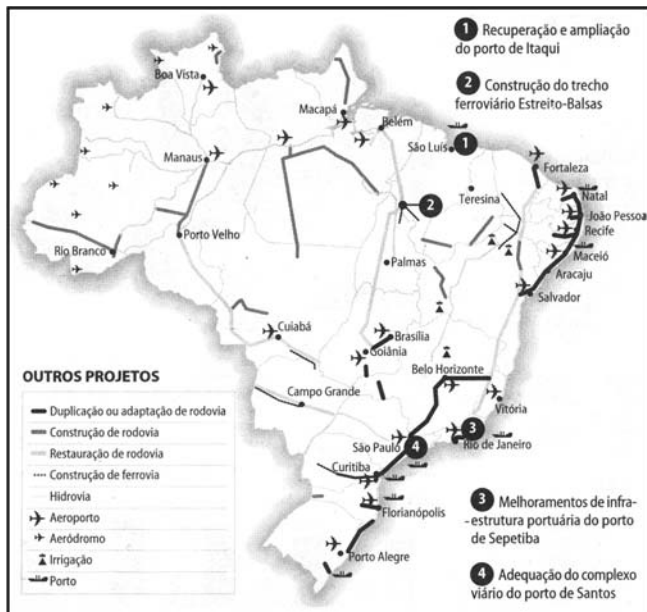 1 Recuperação e ampliação
do porto de Itaqui
2 Construção do trecho
ferroviário Estreito-Balsas
Boa Vista
Macapá
Belém
São Luís
1
Fortaleza
Manaus
Teresina
Natal
2
João Pessoa
Recife
Porto Velho
Maceió
Rio Branco
Palmas
Aracaju
Salvador
Cuiabá
Brasília
Goiânia
Belo Horizonte
Campo Grande
Vitória
3
São Paulo
4
Rio de Janeiro
Curitiba
Florianópolis
Porto Alegre
OUTROS PROJETOS
Duplicação ou adaptação de rodovia
Construção de rodovia
Restauração de rodovia
Construção de ferrovia
Hidrovia
Aeroporto
Aeródromo
Irrigação
Porto
3 Melhoramentos de infra-
-estrutura portuária do porto
de Sepetiba
4 Adequação do complexo
viário do porto de Santos